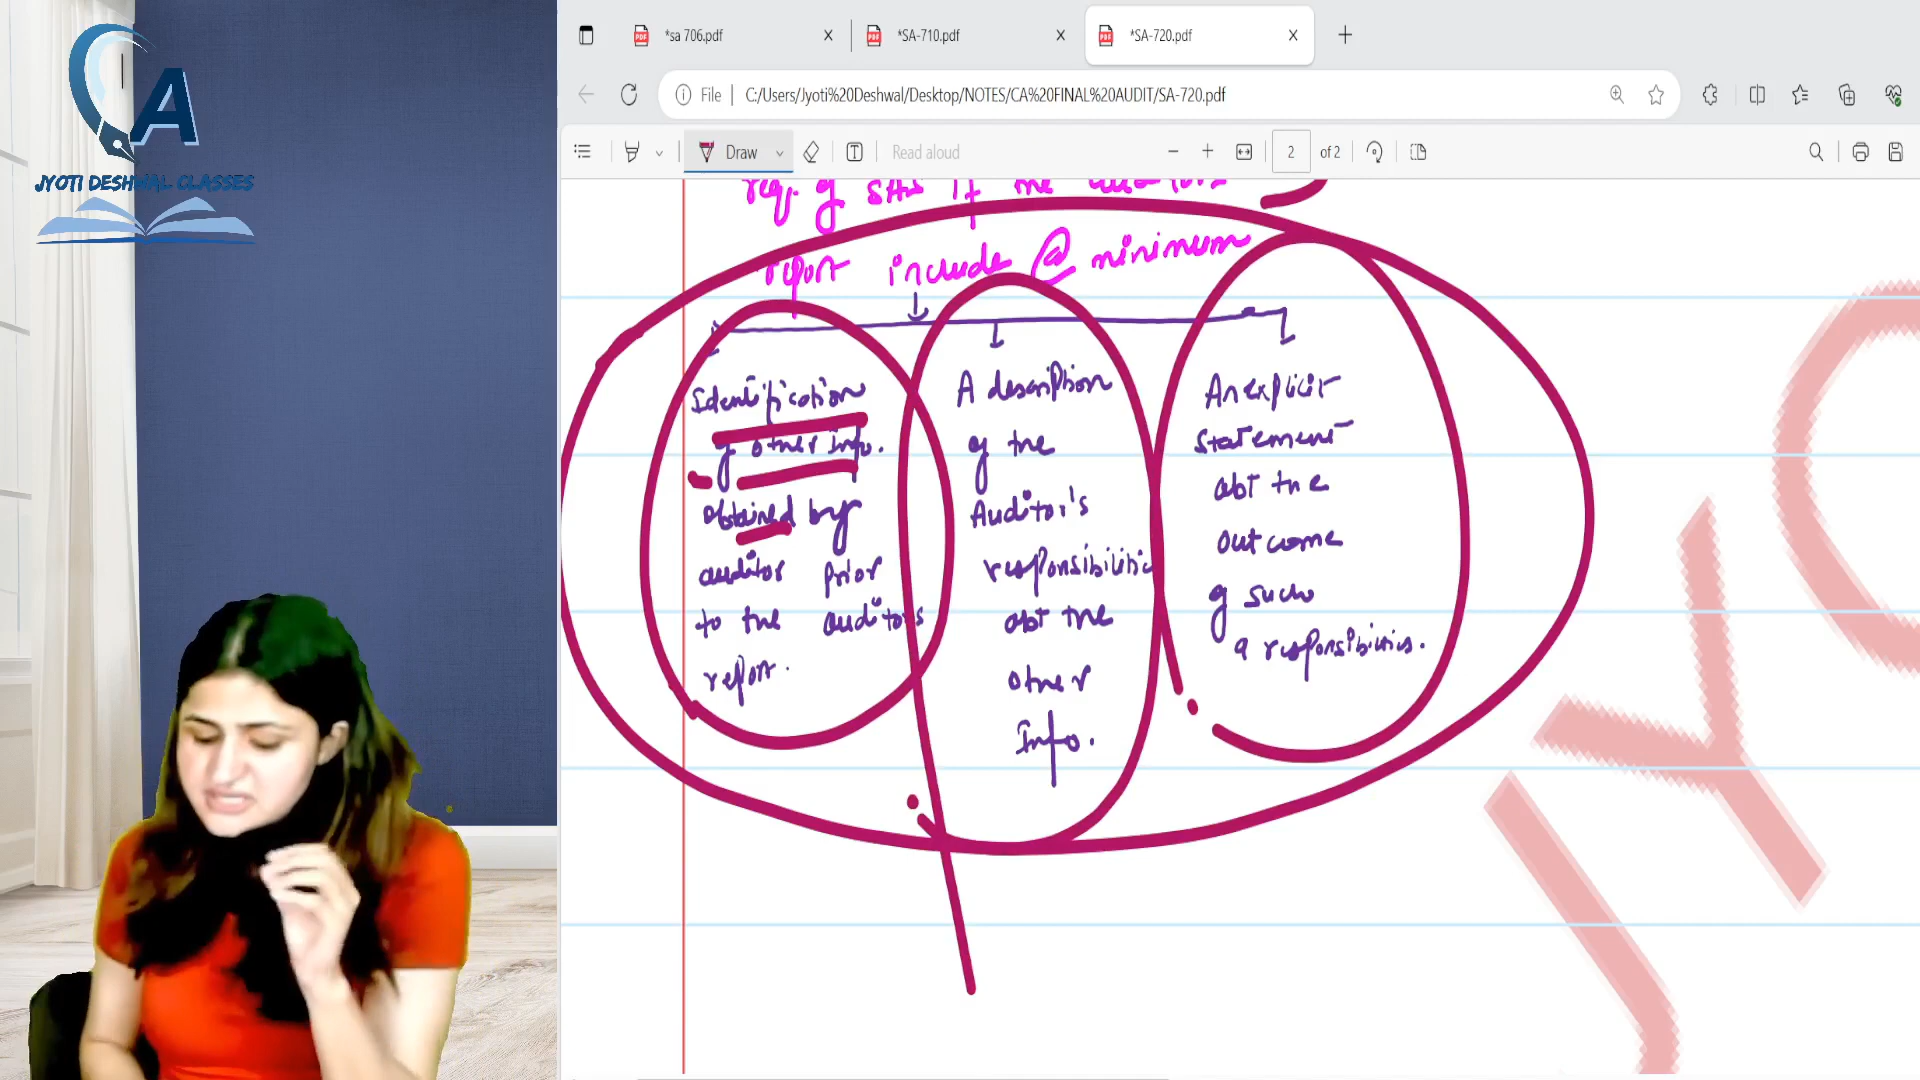 A
JYOTI DESHWAL CLASSES
*sa 706.pdf
*SA-710.pdf
*SA-720.pdf
File
C:/Users/Jyoti%20Deshwal/Desktop/NOTES/CA%20FINAL%20AUDIT/SA-720.pdf
Draw
Read aloud
2 of 2
req. of SAs if the
report include @ minimum
Identification
of other info.
obtained by
auditor prior
to the auditors
report.
A description
of the
Auditor's
responsibilities
abt the
other
Info.
An explicit
statement
abt the
outcome
of such
responsibilities.
JYO